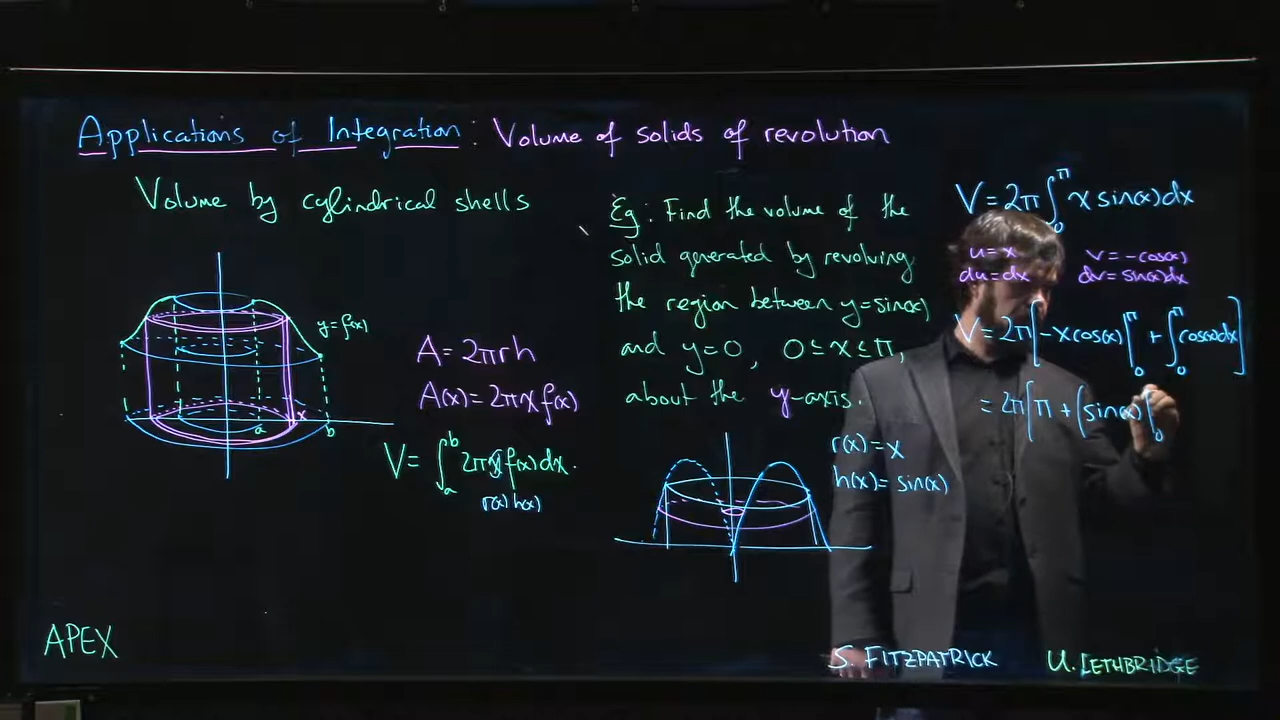 Applications of Integration: Volume of solids of revolution
Volume by cylindrical shells
y=f(x)
x
a
b
A=2πrh
A(x)=2πx f(x)
V=∫_a^b 2πx f(x)dx.
r(x) h(x)
Eg: Find the volume of the
solid generated by revolving
the region between y=sin(x)
and y=0, 0≤x≤π,
about the y-axis.
r(x)=x
h(x)=sin(x)
V=2π∫_0^π x sin(x)dx
u=x v=-cos(x)
du=dx dv=sin(x)dx
V=2π[-xcos(x)|_0^π + ∫_0^π cos(x)dx]
=2π[π+(sin(x)|_0
APEX
S. FITZPATRICK
U. LETHBRIDGE